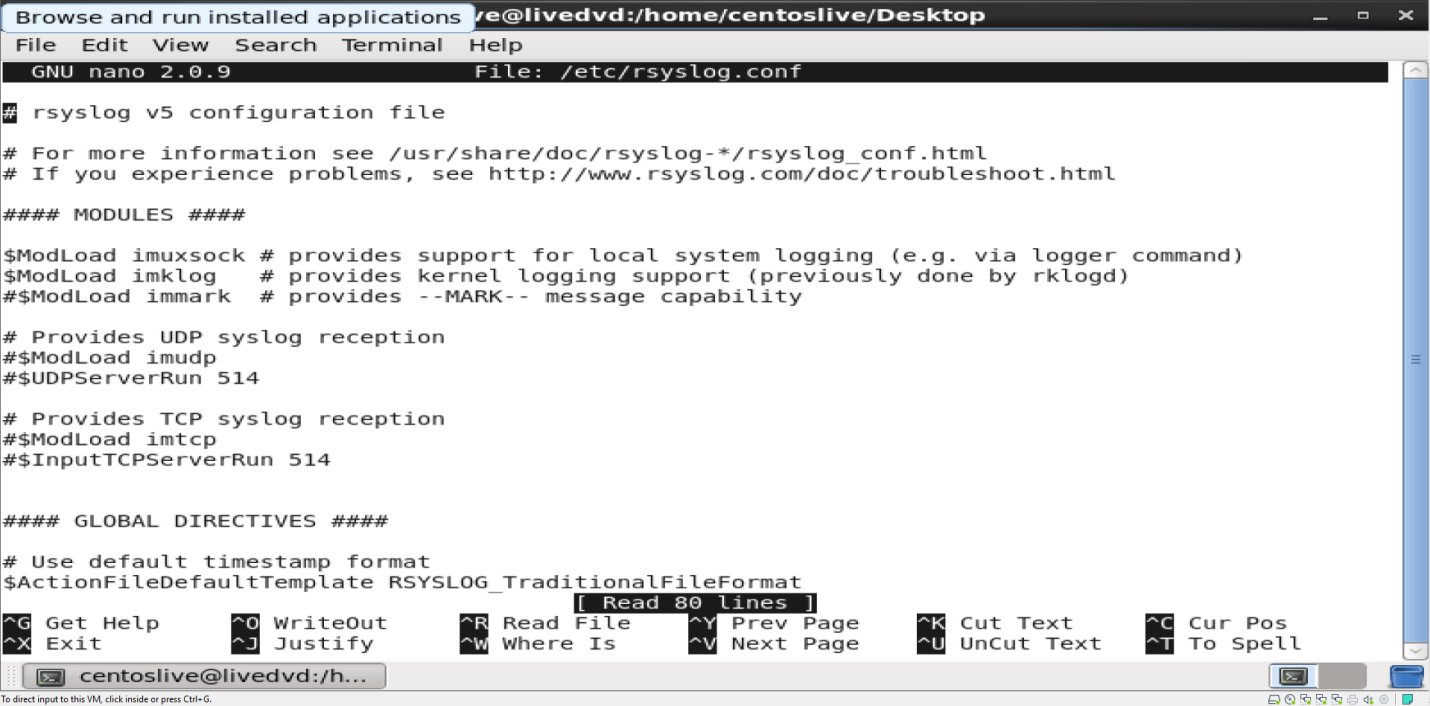 Browse and run installed applications
ve@livedvd:/home/centoslive/Desktop
File Edit View Search Terminal Help
GNU nano 2.0.9 File: /etc/rsyslog.conf
# rsyslog v5 configuration file
# For more information see /usr/share/doc/rsyslog-*/rsyslog_conf.html
# If you experience problems, see http://www.rsyslog.com/doc/troubleshoot.html
#### MODULES ####
$ModLoad imuxsock # provides support for local system logging (e.g. via logger command)
$ModLoad imklog   # provides kernel logging support (previously done by rklogd)
#$ModLoad immark  # provides --MARK-- message capability
# Provides UDP syslog reception
#$ModLoad imudp
#$UDPServerRun 514
# Provides TCP syslog reception
#$ModLoad imtcp
#$InputTCPServerRun 514
#### GLOBAL DIRECTIVES ####
# Use default timestamp format
$ActionFileDefaultTemplate RSYSLOG_TraditionalFileFormat
[ Read 80 lines ]
^G Get Help ^O WriteOut ^R Read File ^Y Prev Page ^K Cut Text ^C Cur Pos
^X Exit ^J Justify ^W Where Is ^V Next Page ^U UnCut Text ^T To Spell
centoslive@livedvd:/h...
To direct input to this VM, click inside or press Ctrl+G.